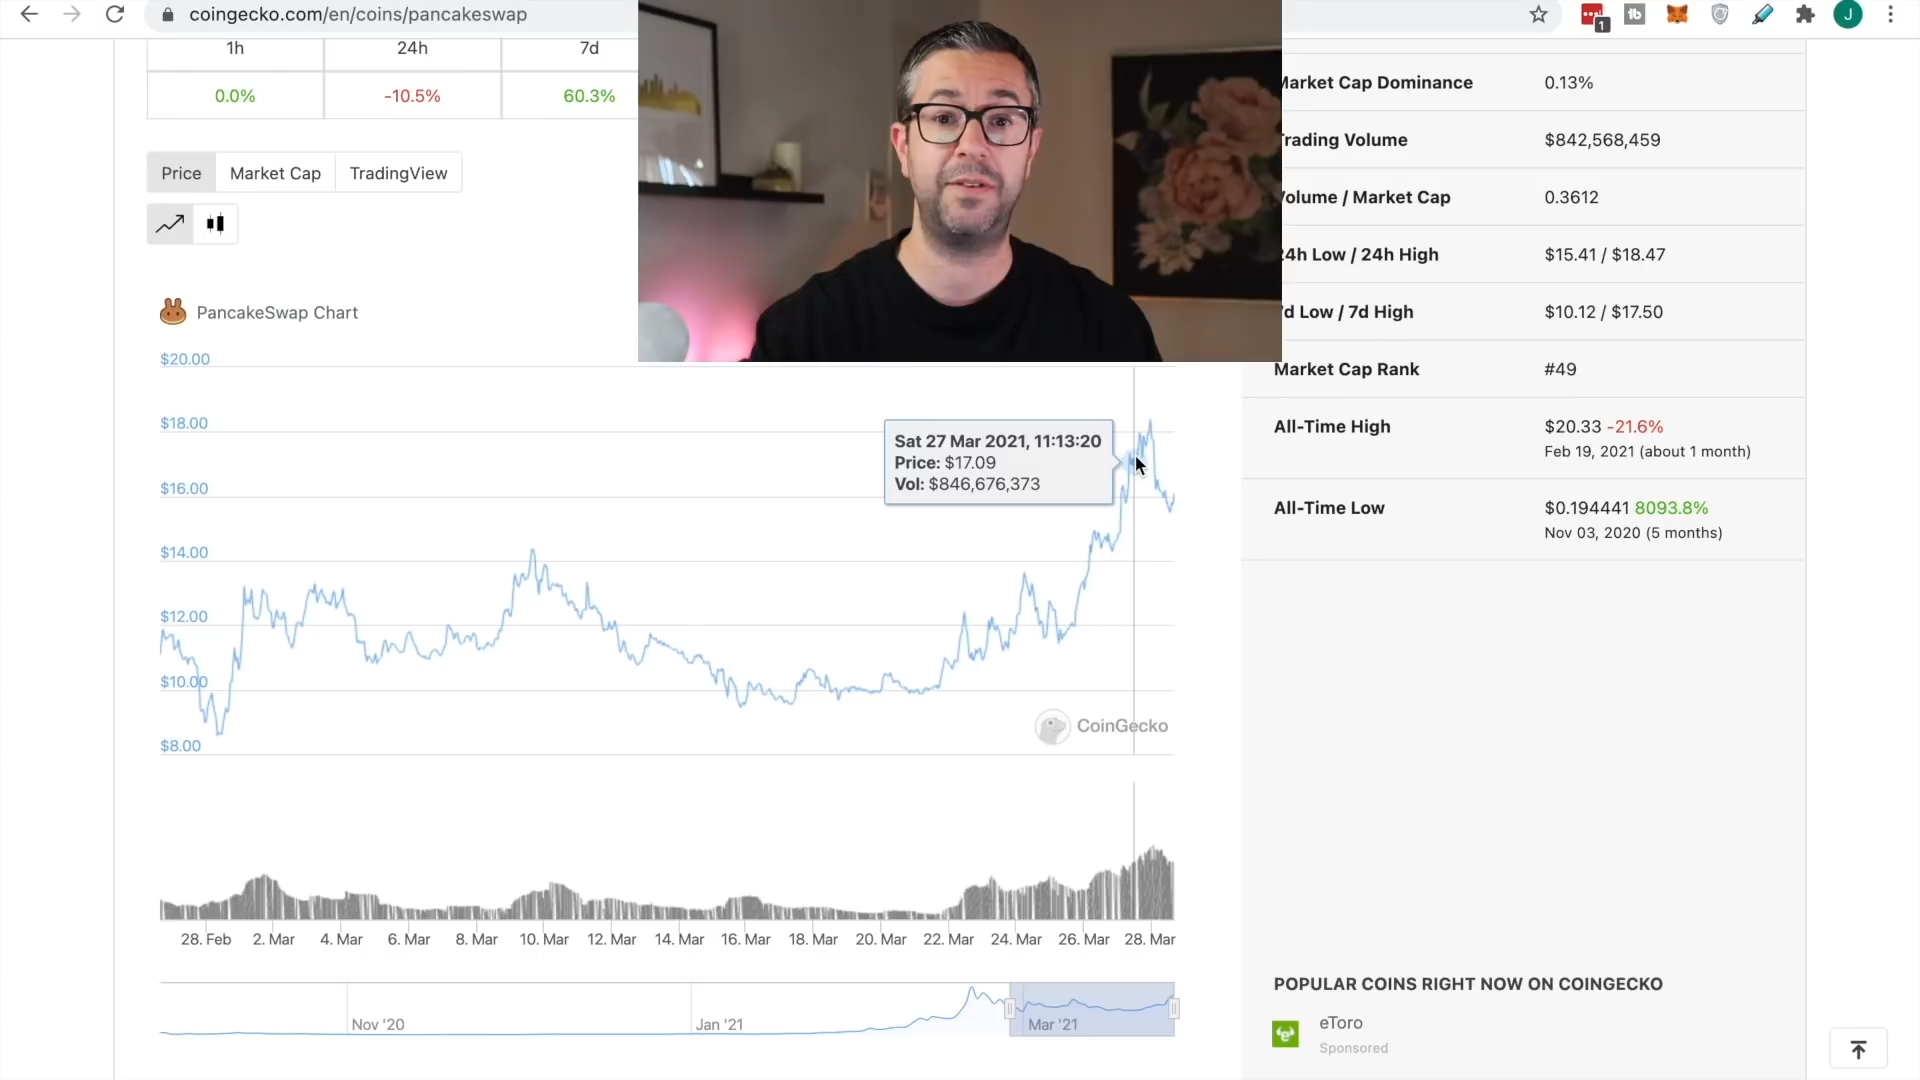 coingecko.com/en/coins/pancakeswap
1
J
1h 24h 7d
0.0% -10.5% 60.3%
Price Market Cap TradingView
PancakeSwap Chart
$20.00
$18.00
$16.00
$14.00
$12.00
$10.00
$8.00
Sat 27 Mar 2021, 11:13:20
Price: $17.09
Vol: $846,676,373
CoinGecko
28. Feb 2. Mar 4. Mar 6. Mar 8. Mar 10. Mar 12. Mar 14. Mar 16. Mar 18. Mar 20. Mar 22. Mar 24. Mar 26. Mar 28. Mar
Nov '20 Jan '21 Mar '21
Market Cap Dominance 0.13%
Trading Volume $842,568,459
Volume / Market Cap 0.3612
24h Low / 24h High $15.41 / $18.47
7d Low / 7d High $10.12 / $17.50
Market Cap Rank #49
All-Time High $20.33 -21.6%
Feb 19, 2021 (about 1 month)
All-Time Low $0.194441 8093.8%
Nov 03, 2020 (5 months)
POPULAR COINS RIGHT NOW ON COINGECKO
eToro
Sponsored